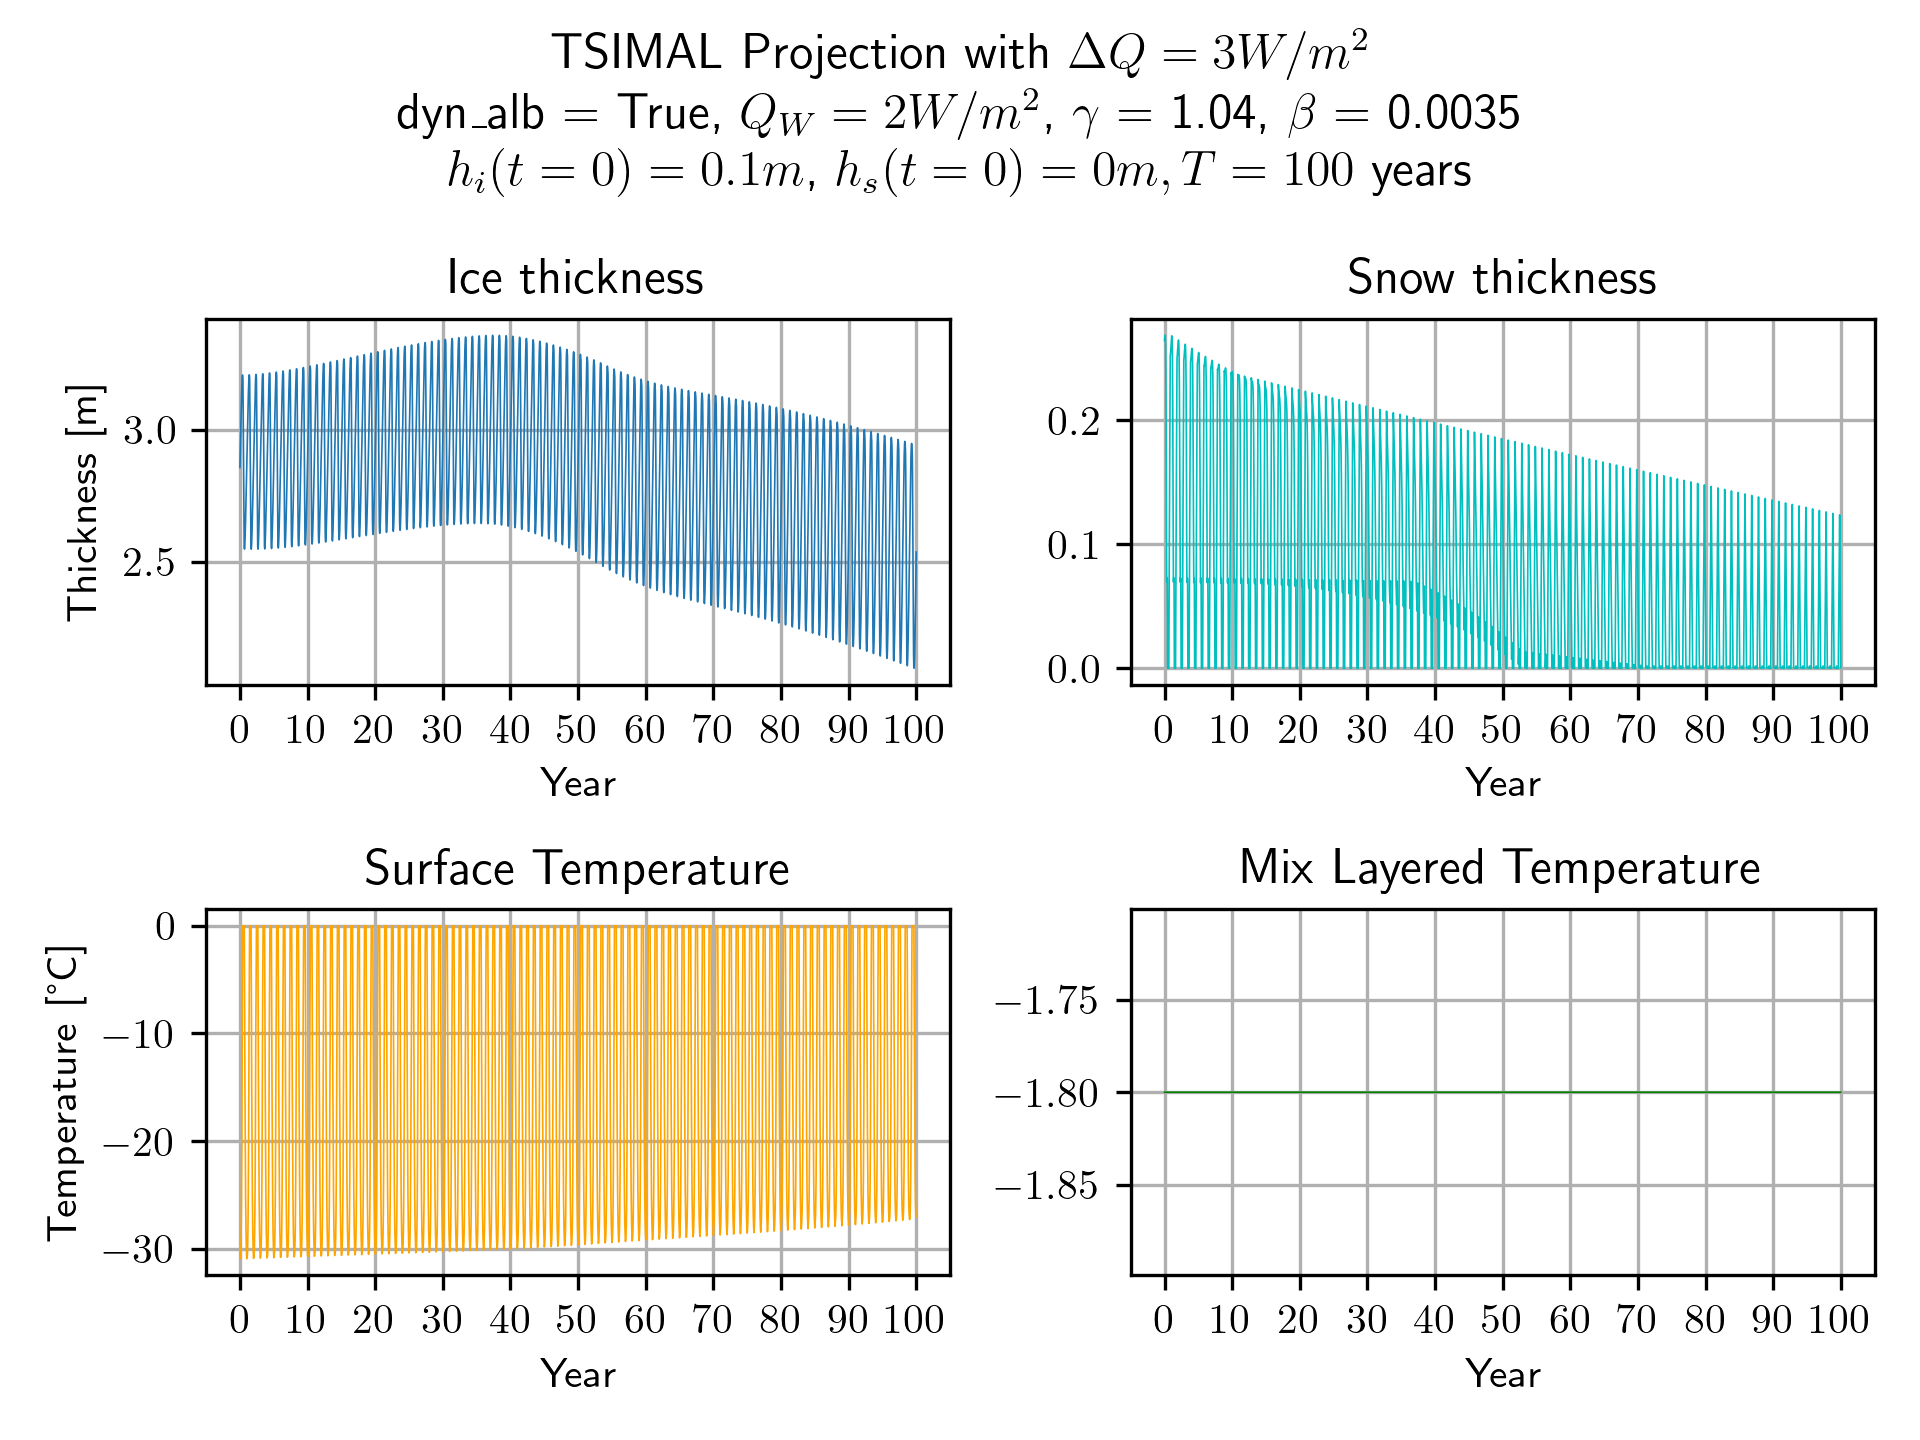 TSIMAL Projection with ΔQ = 3W/m²
dyn_alb = True, Q_W = 2W/m², γ = 1.04, β = 0.0035
h_i(t = 0) = 0.1m, h_s(t = 0) = 0m, T = 100 years
Ice thickness
Thickness [m]
3.0
2.5
0 10 20 30 40 50 60 70 80 90 100
Year
Snow thickness
0.2
0.1
0.0
0 10 20 30 40 50 60 70 80 90 100
Year
Surface Temperature
Temperature [°C]
0
−10
−20
−30
0 10 20 30 40 50 60 70 80 90 100
Year
Mix Layered Temperature
−1.75
−1.80
−1.85
0 10 20 30 40 50 60 70 80 90 100
Year